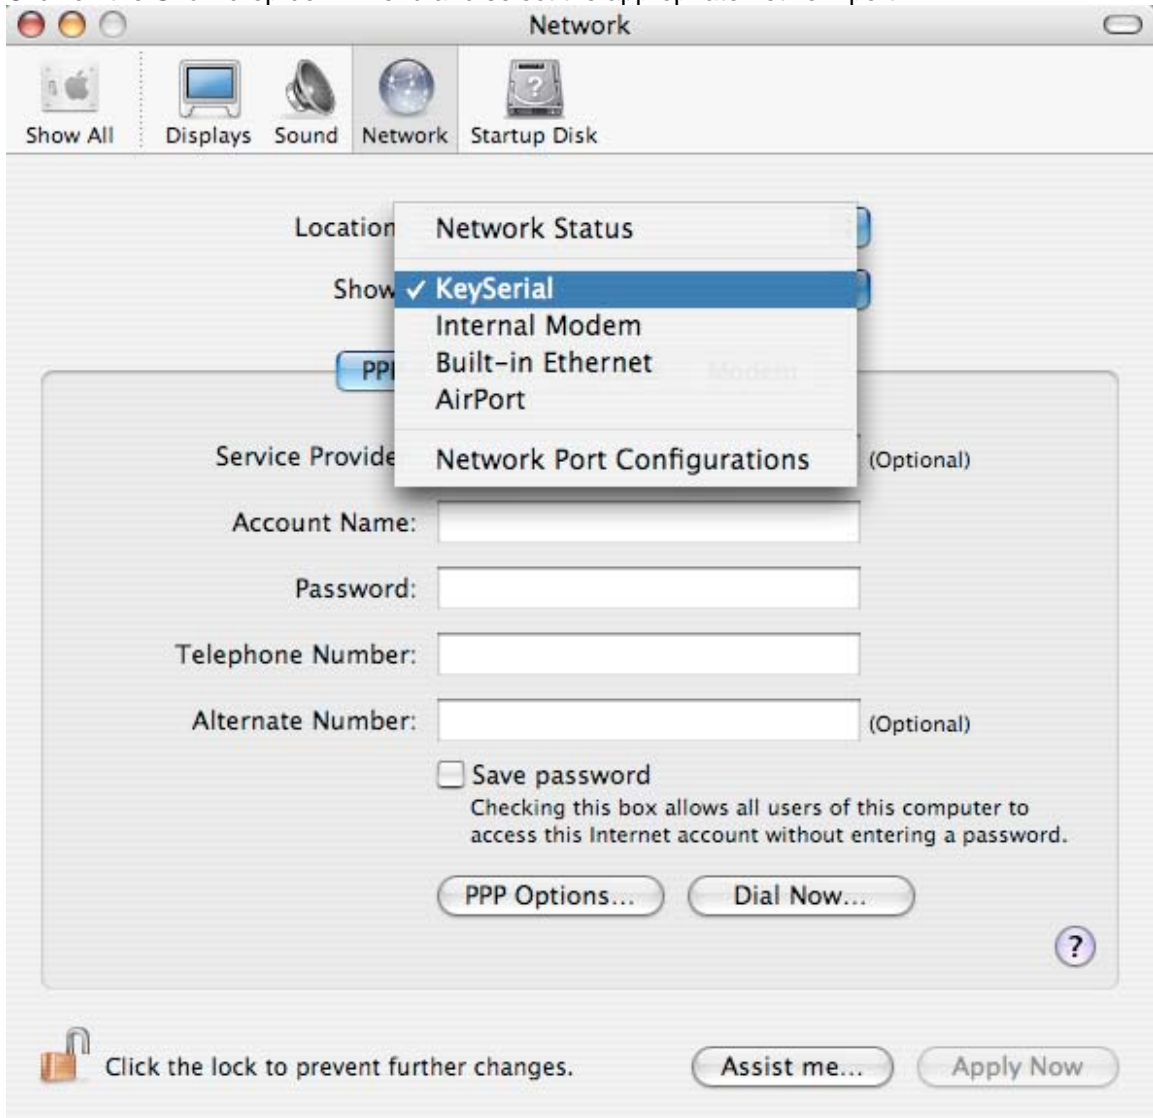 Network
Show All
Displays
Sound
Network
Startup Disk
Location
Network Status
Show
✓ KeySerial
Internal Modem
Built-in Ethernet
AirPort
Network Port Configurations
PPP
Modem
Service Provide
(Optional)
Account Name:
Password:
Telephone Number:
Alternate Number:
(Optional)
Save password
Checking this box allows all users of this computer to
access this Internet account without entering a password.
PPP Options...
Dial Now...
?
Click the lock to prevent further changes.
Assist me...
Apply Now